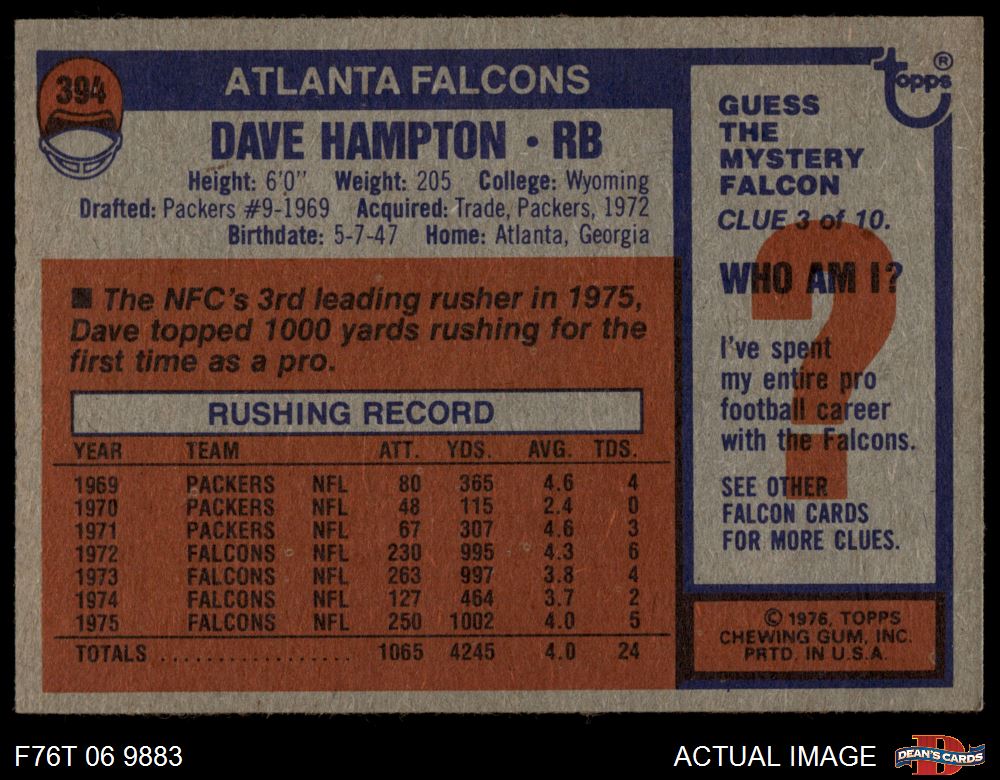 394
ATLANTA FALCONS
DAVE HAMPTON • RB
Height: 6'0" Weight: 205 College: Wyoming
Drafted: Packers #9-1969 Acquired: Trade, Packers, 1972
Birthdate: 5-7-47 Home: Atlanta, Georgia
■ The NFC's 3rd leading rusher in 1975,
Dave topped 1000 yards rushing for the
first time as a pro.
RUSHING RECORD
YEAR TEAM ATT. YDS. AVG. TDS.
1969 PACKERS NFL 80 365 4.6 4
1970 PACKERS NFL 48 115 2.4 0
1971 PACKERS NFL 67 307 4.6 3
1972 FALCONS NFL 230 995 4.3 6
1973 FALCONS NFL 263 997 3.8 4
1974 FALCONS NFL 127 464 3.7 2
1975 FALCONS NFL 250 1002 4.0 5
TOTALS .................. 1065 4245 4.0 24
topps ®
GUESS
THE
MYSTERY
FALCON
CLUE 3 of 10.
WHO AM I?
?
I've spent
my entire pro
football career
with the Falcons.
SEE OTHER
FALCON CARDS
FOR MORE CLUES.
© 1976, TOPPS
CHEWING GUM, INC.
PRTD. IN U.S.A.
F76T 06 9883
ACTUAL IMAGE
D
DEAN'S CARDS